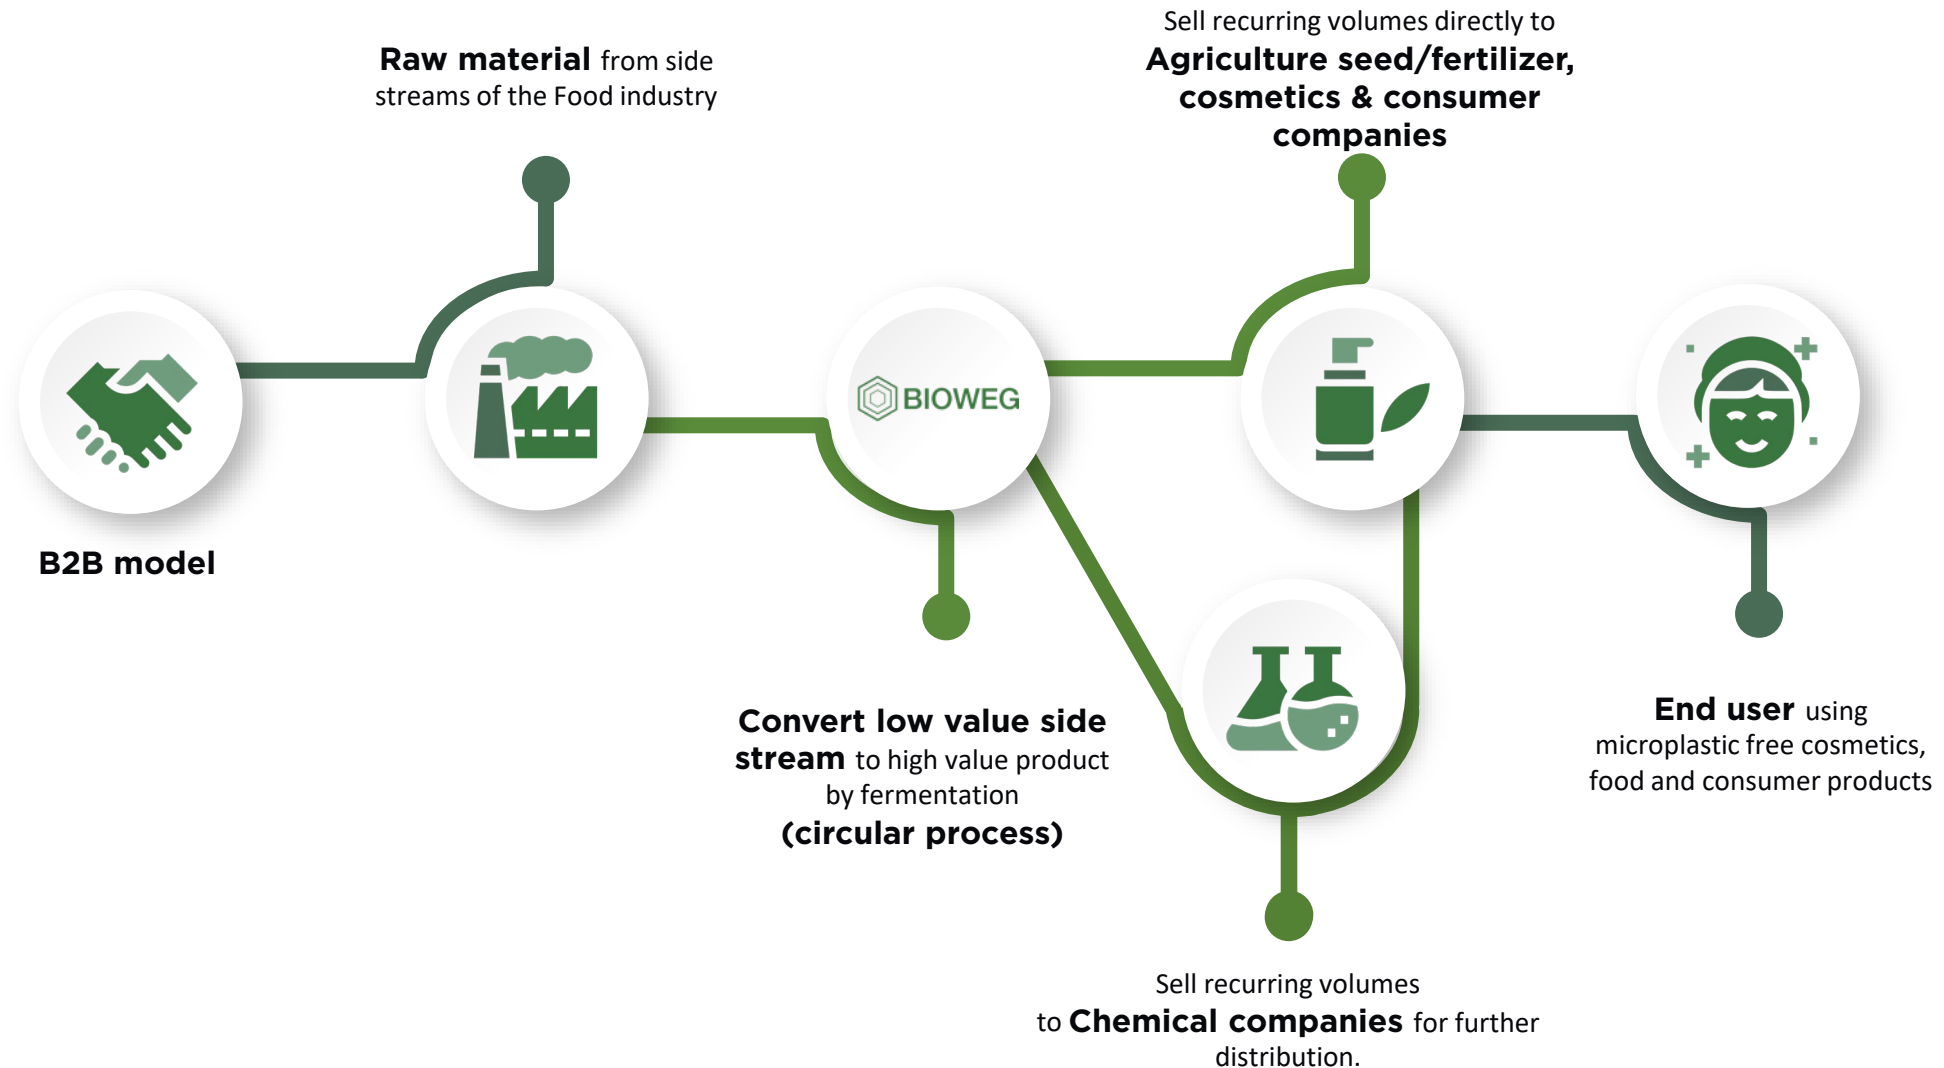 Raw material from side
streams of the Food industry
Sell recurring volumes directly to
Agriculture seed/fertilizer,
cosmetics & consumer
companies
BIOWEG
B2B model
Convert low value side
stream to high value product
by fermentation
(circular process)
End user using
microplastic free cosmetics,
food and consumer products
Sell recurring volumes
to Chemical companies for further
distribution.